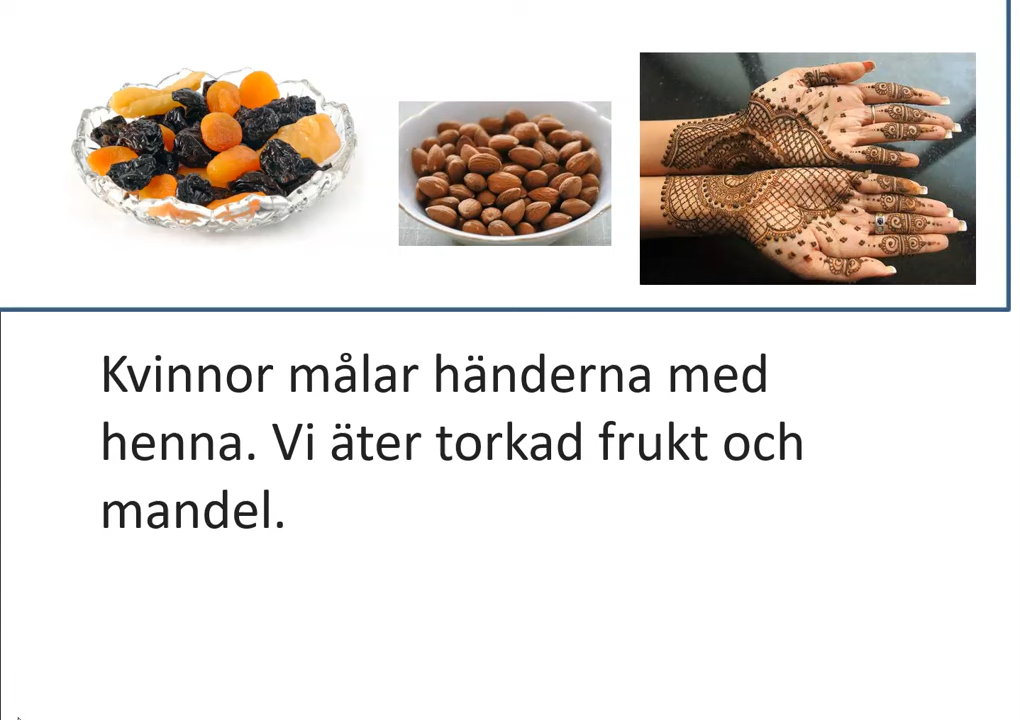 Kvinnor målar händerna med
henna. Vi äter torkad frukt och
mandel.